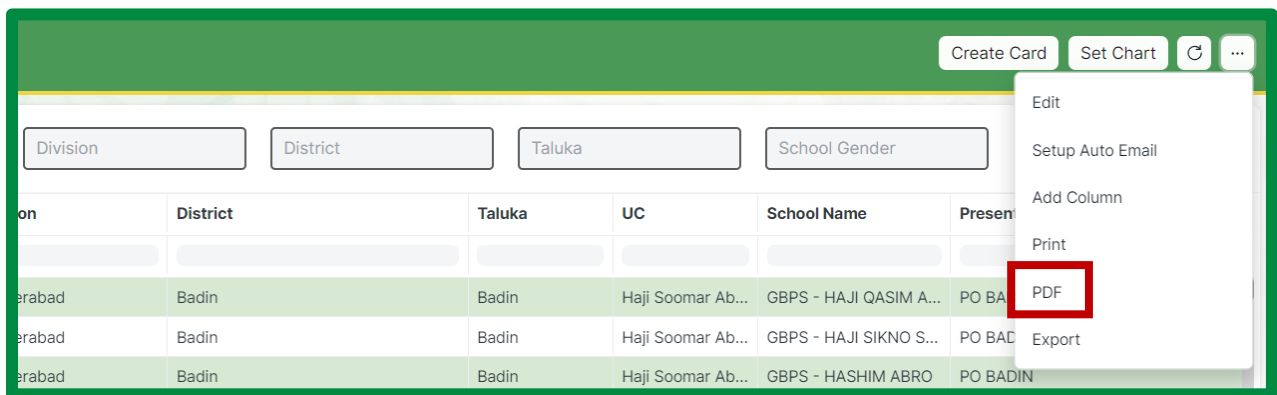 Create Card Set Chart ...
Edit
Division District Taluka School Gender
Setup Auto Email
Add Column
on District Taluka UC School Name Presen
Print
PDF
erabad Badin Badin Haji Soomar Ab... GBPS - HAJI QASIM A... PO BA
erabad Badin Badin Haji Soomar Ab... GBPS - HAJI SIKNO S... PO BAD
Export
erabad Badin Badin Haji Soomar Ab... GBPS - HASHIM ABRO PO BADIN